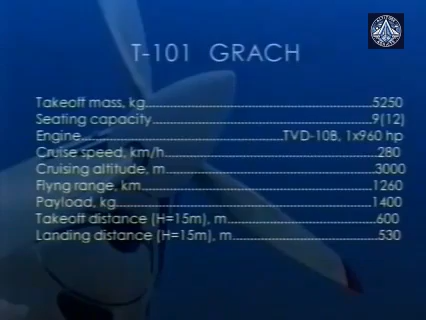 T-101 GRACH
Takeoff mass, kg...5250
Seating capacity...9(12)
Engine...TVD-10B, 1x960 hp
Cruise speed, km/h...280
Cruising altitude, m...3000
Flyng range, km...1260
Payload, kg...1400
Takeoff distance (H=15m), m...600
Landing distance (H=15m), m...530